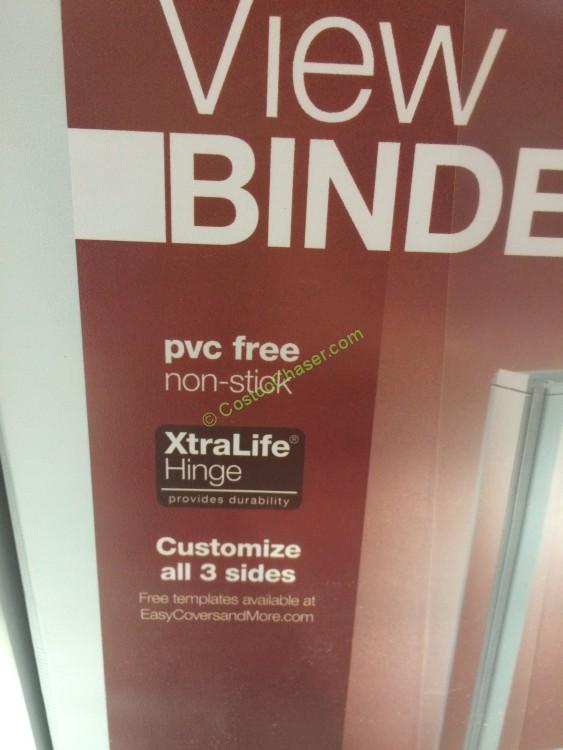 View
BINDE
pvc free
non-stick
© CostcoChaser.com
XtraLife®
Hinge
provides durability
Customize
all 3 sides
Free templates available at
EasyCoversandMore.com